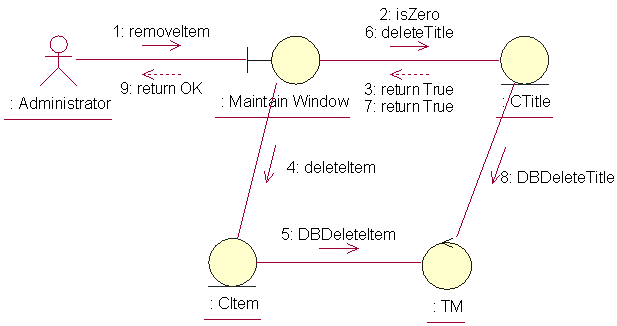 2: isZero
1: removeItem
6: deleteTitle
9: return OK
3: return True
7: return True
: Administrator
: Maintain Window
: CTitle
4: deleteItem
8: DBDeleteTitle
5: DBDeleteItem
: CItem
: TM